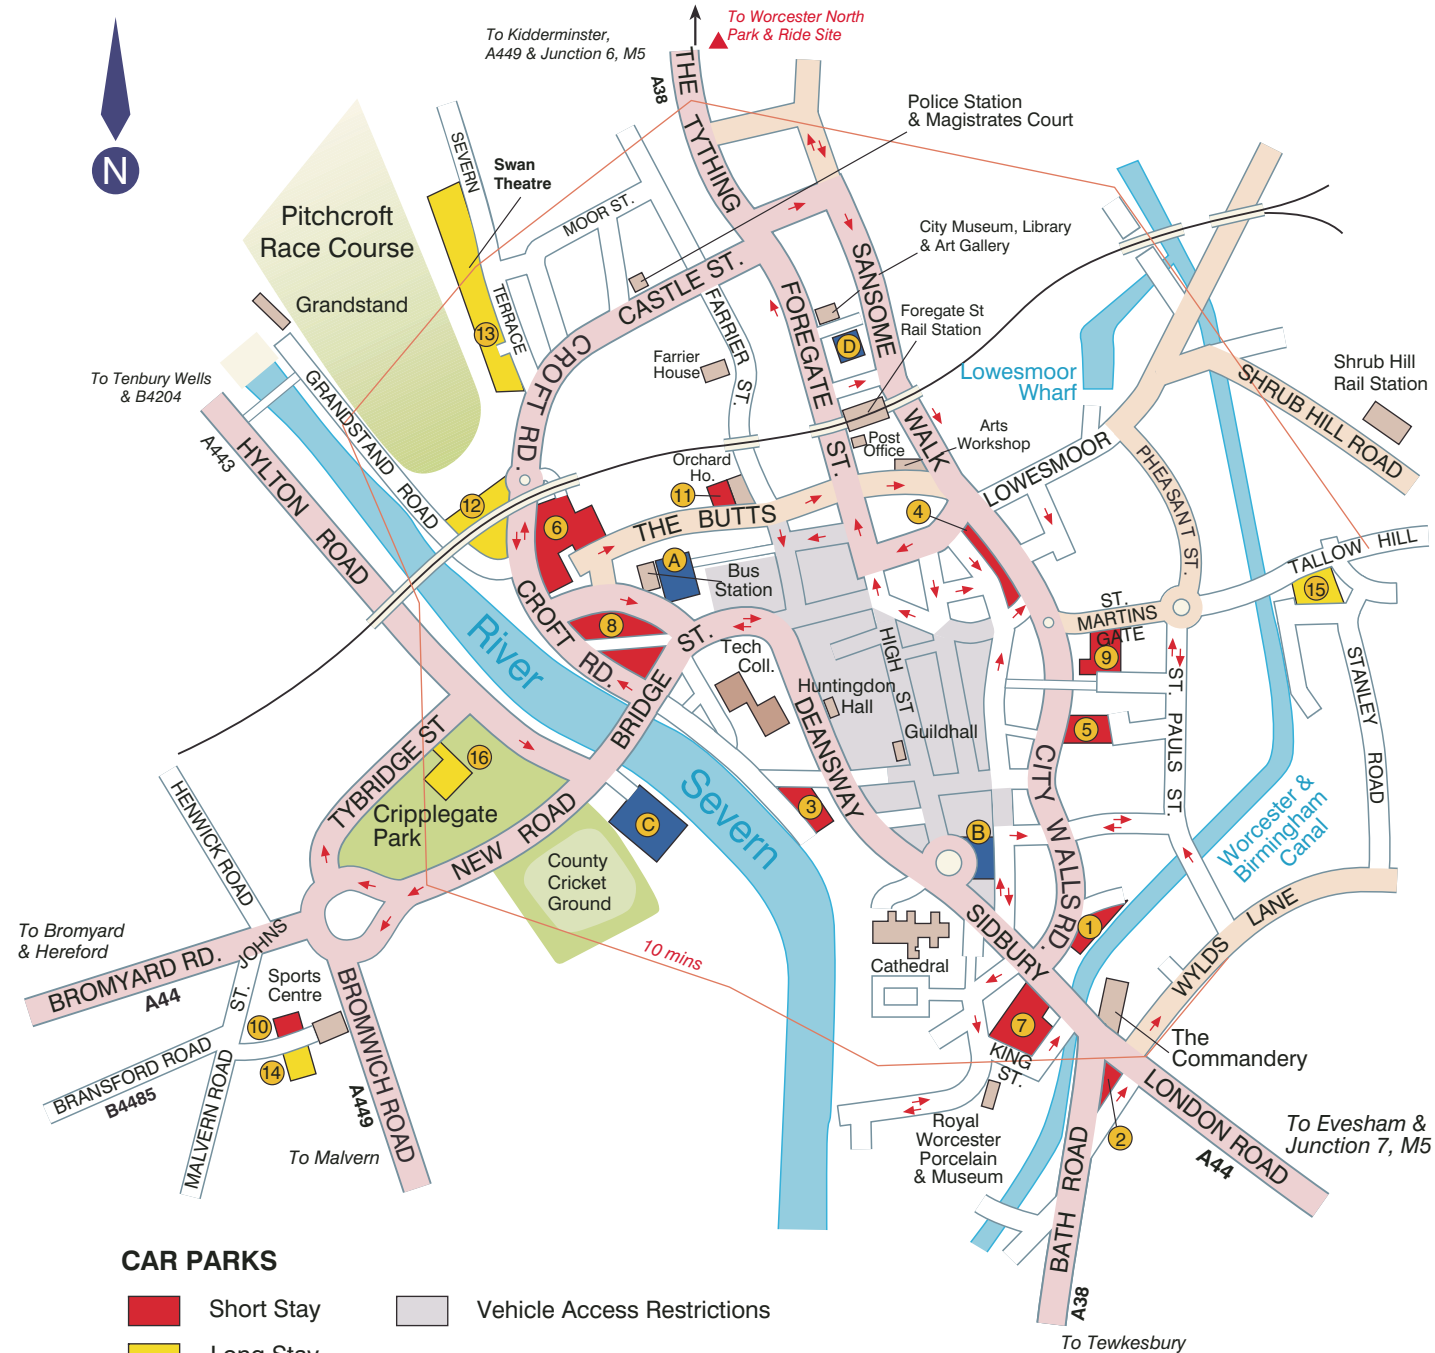 To Worcester North
Park & Ride Site
To Kidderminster,
A449 & Junction 6, M5
THE TYTHING
A38
N
Police Station
& Magistrates Court
SEVERN TERRACE
Swan
Theatre
MOOR ST.
Pitchcroft
Race Course
Grandstand
13
City Museum, Library
& Art Gallery
SANSOME WALK
CASTLE ST.
FARRIER ST.
FOREGATE ST.
D
Foregate St
Rail Station
Farrier
House
CROFT RD.
Lowesmoor
Wharf
Shrub Hill
Rail Station
SHRUB HILL ROAD
To Tenbury Wells
& B4204
A443
GRANDSTAND ROAD
HYLTON ROAD
Post
Office
Arts
Workshop
LOWESMOOR
PHEASANT ST.
Orchard
Ho.
11
12
6
THE BUTTS
4
TALLOW HILL
15
A
Bus
Station
CROFT RD.
8
ST.
MARTINS
GATE
9
River
Severn
BRIDGE ST.
Tech
Coll.
Huntingdon
Hall
HIGH ST
Guildhall
DEANSWAY
ST. PAULS ST.
STANLEY ROAD
5
CITY WALLS RD.
TYBRIDGE ST
16
Cripplegate
Park
NEW ROAD
HENWICK ROAD
C
3
B
Worcester &
Birmingham
Canal
County
Cricket
Ground
SIDBURY
1
WYLDS LANE
To Bromyard
& Hereford
BROMYARD RD.
A44
ST. JOHNS
Sports
Centre
10
14
10 mins
Cathedral
7
KING
ST.
The
Commandery
BRANSFORD ROAD
B4485
MALVERN ROAD
BROMWICH ROAD
A449
To Malvern
Royal
Worcester
Porcelain
& Museum
2
LONDON ROAD
A44
To Evesham &
Junction 7, M5
BATH ROAD
A38
To Tewkesbury
CAR PARKS
Short Stay
Vehicle Access Restrictions
Long Stay